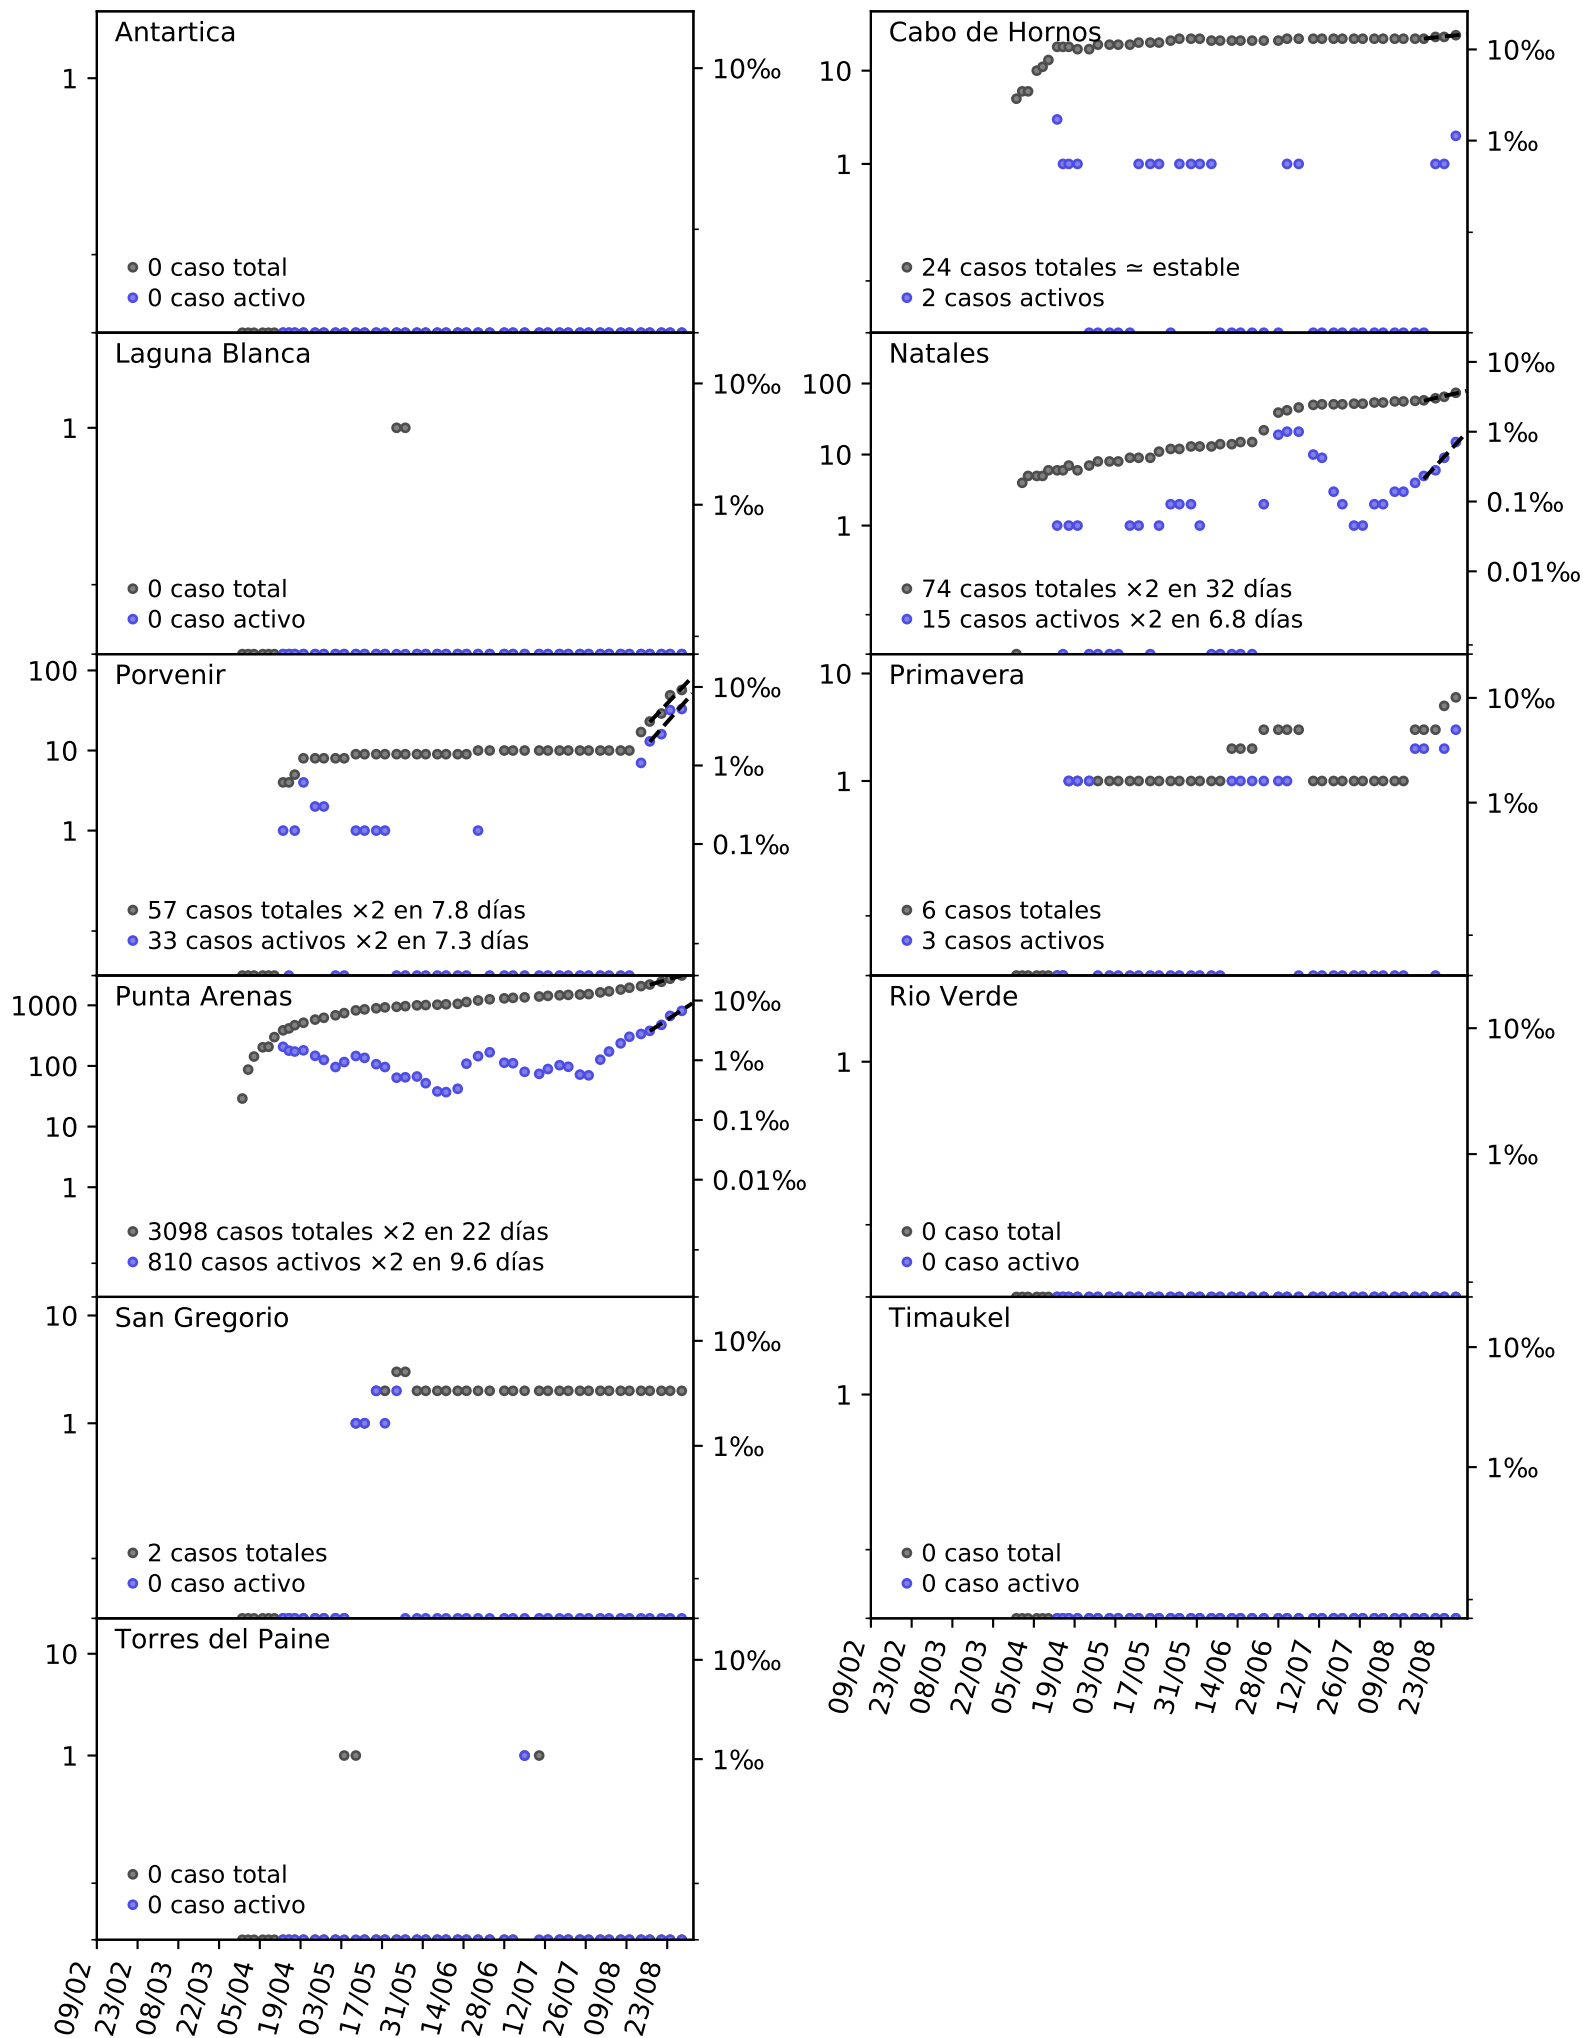 Antartica
1
10‰
0 caso total
0 caso activo
Cabo de Hornos
10
1
10‰
1‰
24 casos totales ≃ estable
2 casos activos
Laguna Blanca
1
10‰
1‰
0 caso total
0 caso activo
Natales
100
10
1
10‰
1‰
0.1‰
0.01‰
74 casos totales ×2 en 32 días
15 casos activos ×2 en 6.8 días
Porvenir
100
10
1
10‰
1‰
0.1‰
57 casos totales ×2 en 7.8 días
33 casos activos ×2 en 7.3 días
Primavera
10
1
10‰
1‰
6 casos totales
3 casos activos
Punta Arenas
1000
100
10
1
10‰
1‰
0.1‰
0.01‰
3098 casos totales ×2 en 22 días
810 casos activos ×2 en 9.6 días
Rio Verde
1
10‰
1‰
0 caso total
0 caso activo
San Gregorio
10
1
10‰
1‰
2 casos totales
0 caso activo
Timaukel
1
10‰
1‰
0 caso total
0 caso activo
09/02
23/02
08/03
22/03
05/04
19/04
03/05
17/05
31/05
14/06
28/06
12/07
26/07
09/08
23/08
Torres del Paine
10
1
10‰
1‰
0 caso total
0 caso activo
09/02
23/02
08/03
22/03
05/04
19/04
03/05
17/05
31/05
14/06
28/06
12/07
26/07
09/08
23/08